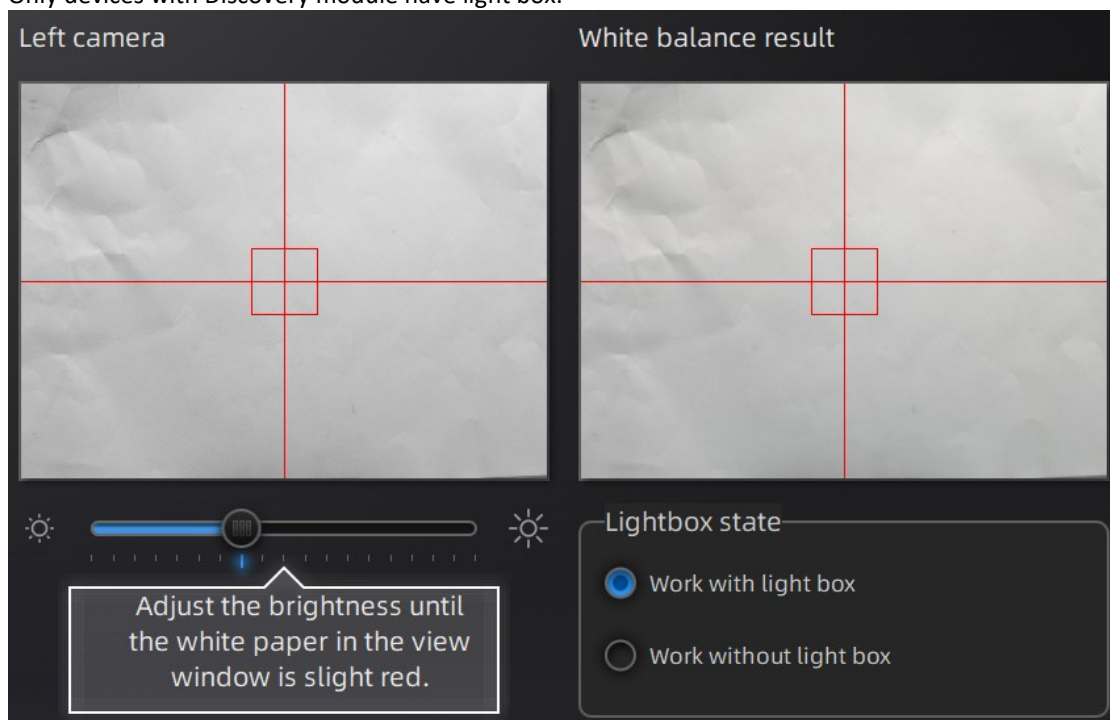 Only devices with Discovery module have light box.
Left camera
White balance result
Adjust the brightness until
the white paper in the view
window is slight red.
Lightbox state
Work with light box
Work without light box